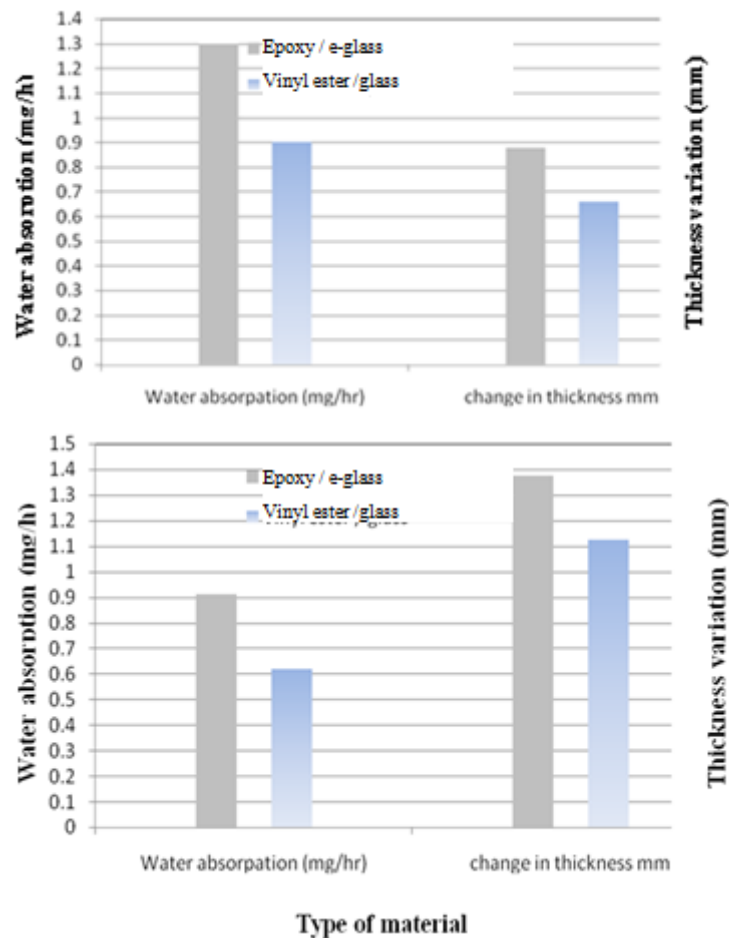 1.4
1.3
1.2
1.1
1
0.9
0.8
0.7
0.6
0.5
0.4
0.3
0.2
0.1
0
Water absorption (mg/h)
Epoxy / e-glass
Vinyl ester /glass
Thickness variation (mm)
Water absorpation (mg/hr)
change in thickness mm
1.5
1.4
1.3
1.2
1.1
1
0.9
0.8
0.7
0.6
0.5
0.4
0.3
0.2
0.1
0
Water absorption (mg/h)
Epoxy / e-glass
Vinyl ester /glass
Thickness variation (mm)
Water absorpation (mg/hr)
change in thickness mm
Type of material